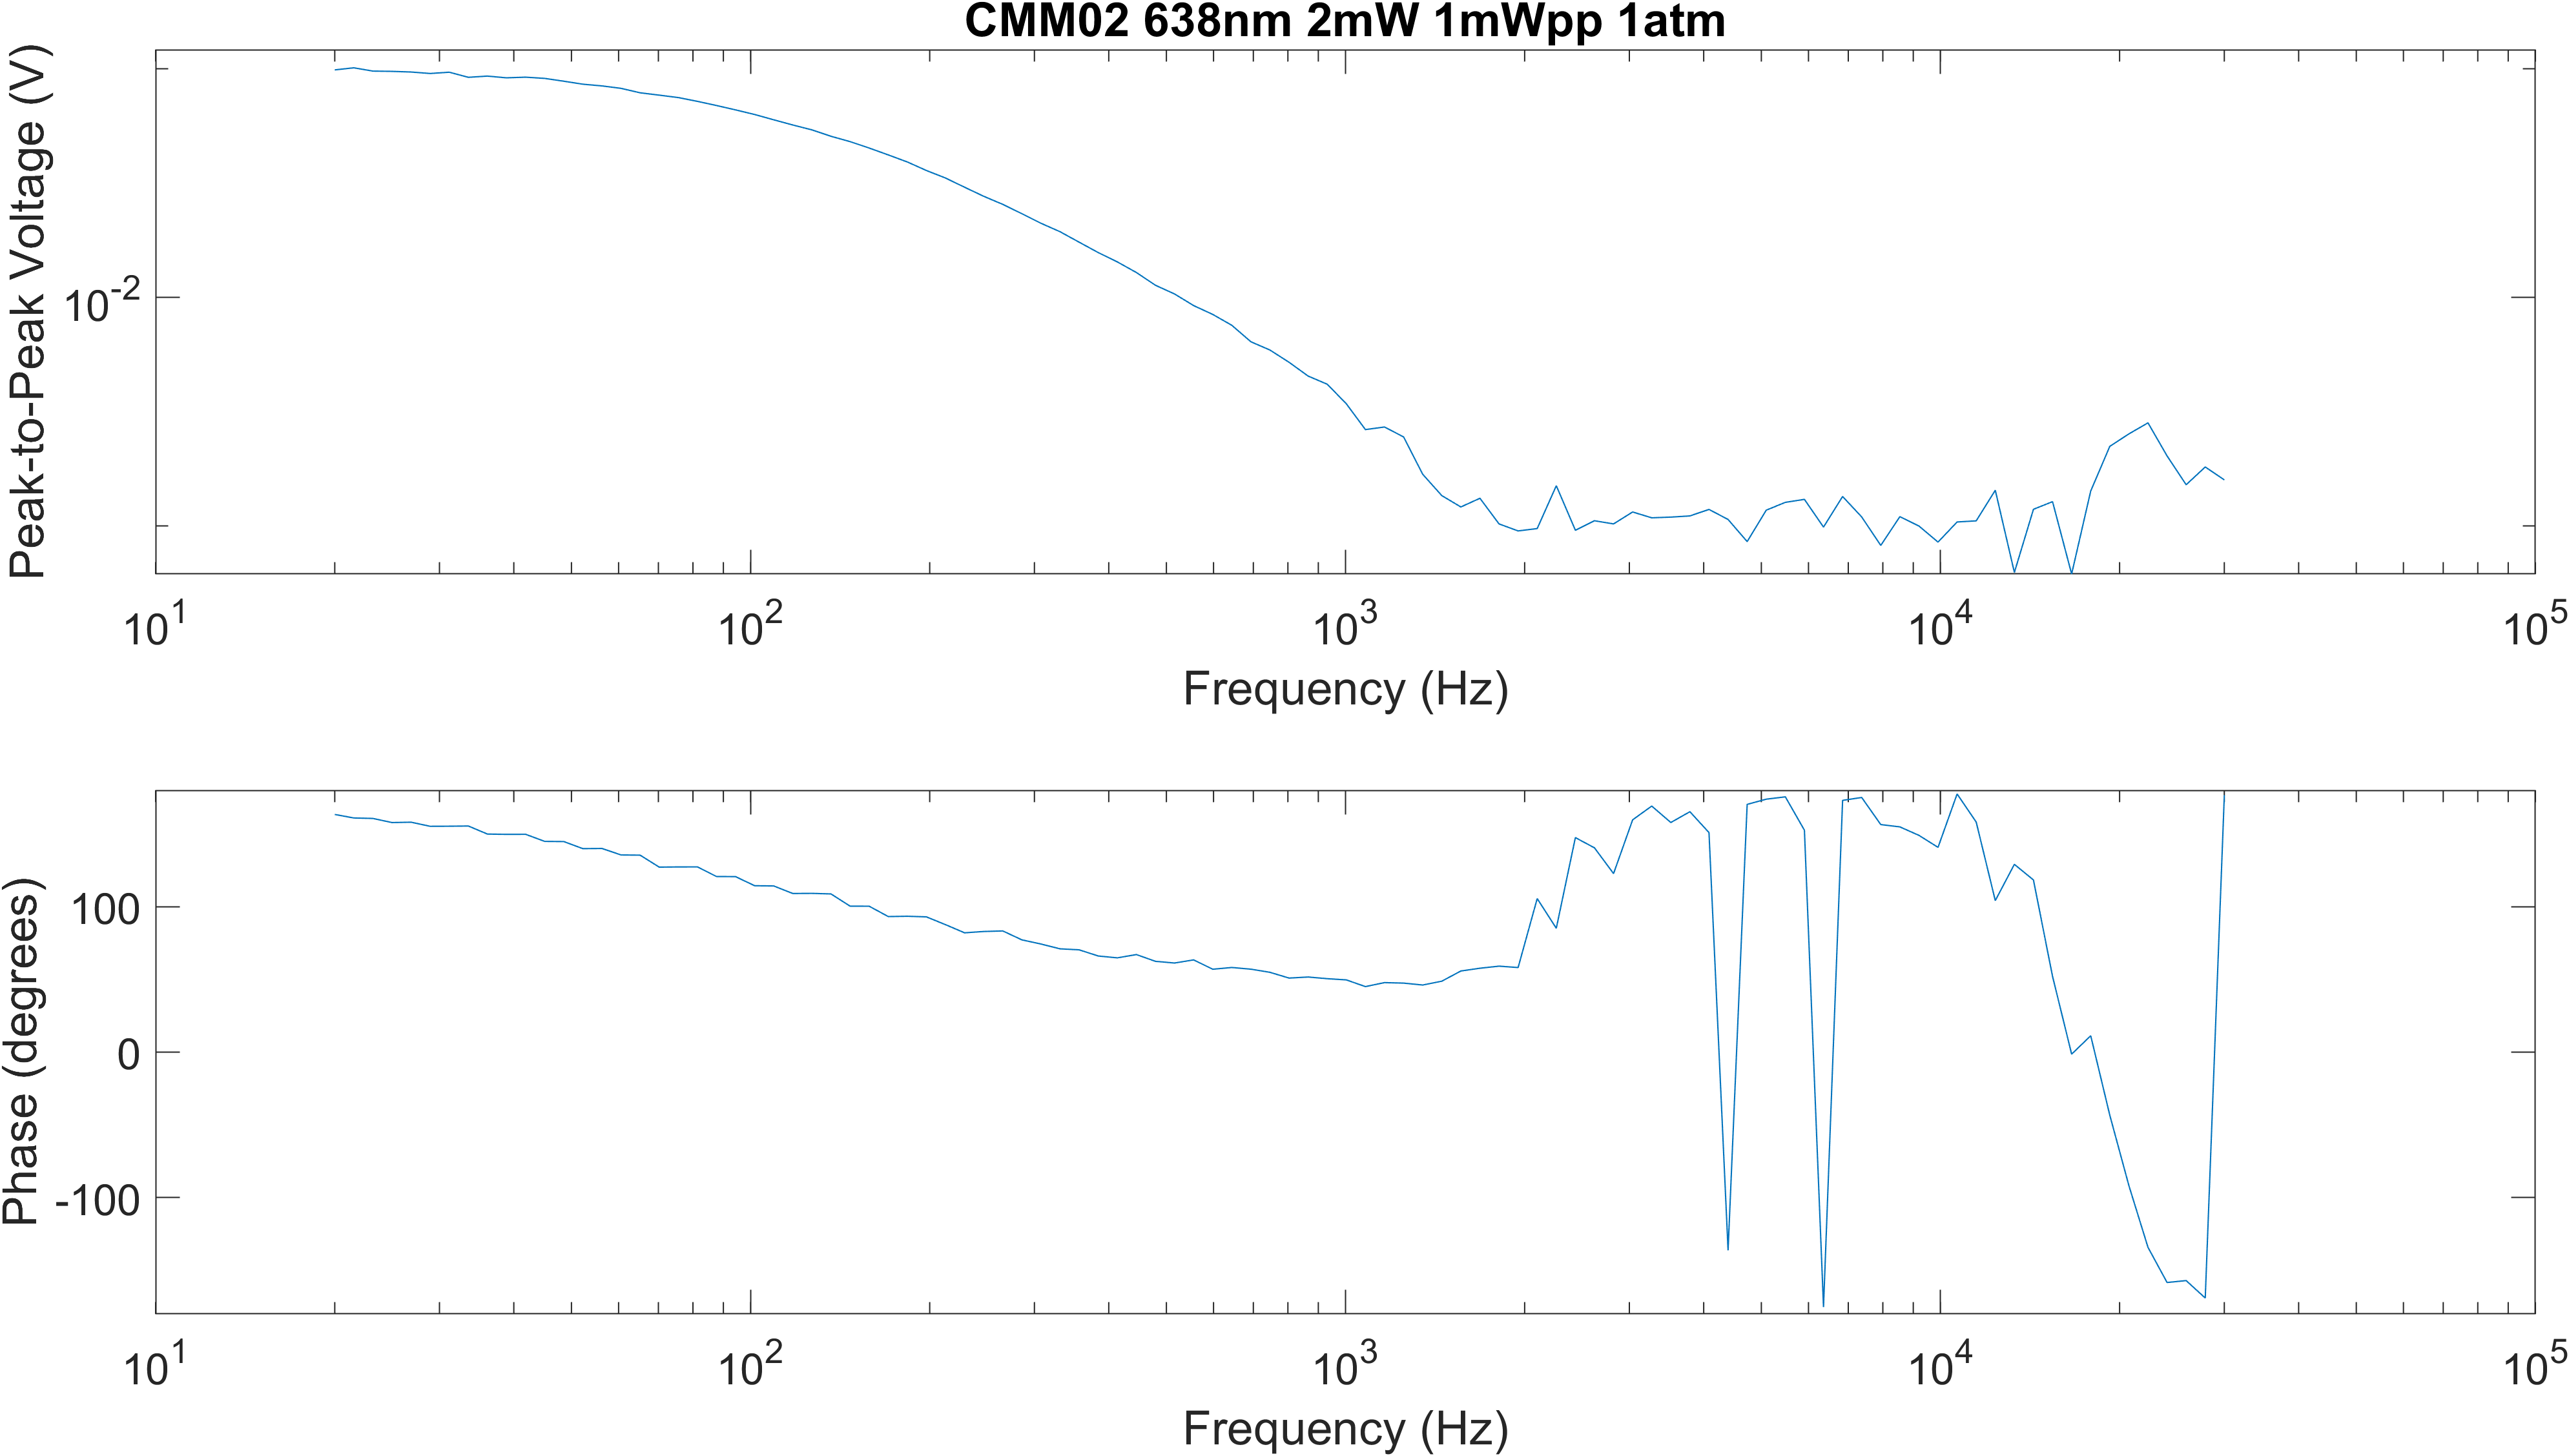 CMM02 638nm 2mW 1mWpp 1atm
Peak-to-Peak Voltage (V)
10-2
101 102 103 104 105
Frequency (Hz)
Phase (degrees)
100
0
-100
101 102 103 104 105
Frequency (Hz)